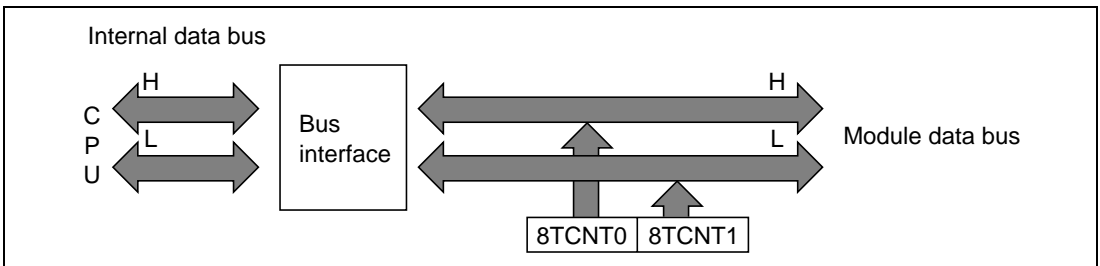 Internal data bus
H
H
C
P
U
L
L
Bus
interface
Module data bus
8TCNT0
8TCNT1